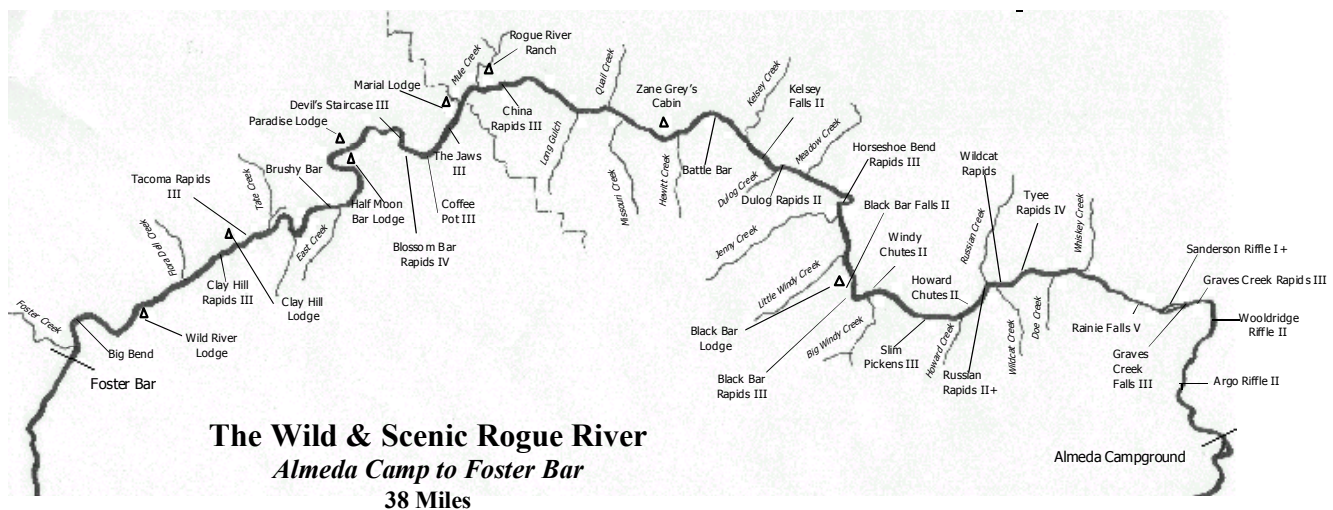 Rogue River
Ranch
Mule Creek
Marial Lodge
Devil's Staircase III
Paradise Lodge
China
Rapids III
The Jaws
III
Quail Creek
Long Gulch
Zane Grey's
Cabin
Missouri Creek
Hewitt Creek
Battle Bar
Kelsey Creek
Kelsey
Falls II
Meadow Creek
Dulog Creek
Dulog Rapids II
Horseshoe Bend
Rapids III
Black Bar Falls II
Wildcat
Rapids
Tyee
Rapids IV
Whiskey Creek
Russian Creek
Windy
Chutes II
Howard
Chutes II
Sanderson Riffle I+
Graves Creek Rapids III
Wooldridge
Riffle II
Rainie Falls V
Graves
Creek
Falls III
Argo Riffle II
Almeda Campground
Jenny Creek
Little Windy Creek
Black Bar
Lodge
Big Windy Creek
Black Bar
Rapids III
Slim
Pickens III
Howard Creek
Russian
Rapids II+
Wildcat Creek
Doe Creek
Brushy Bar
Tacoma Rapids
III
Tate Creek
Half Moon
Bar Lodge
Coffee
Pot III
Blossom Bar
Rapids IV
East Creek
Flora Dell Creek
Clay Hill
Rapids III
Clay Hill
Lodge
Foster Creek
Wild River
Lodge
Big Bend
Foster Bar
The Wild & Scenic Rogue River
Almeda Camp to Foster Bar
38 Miles